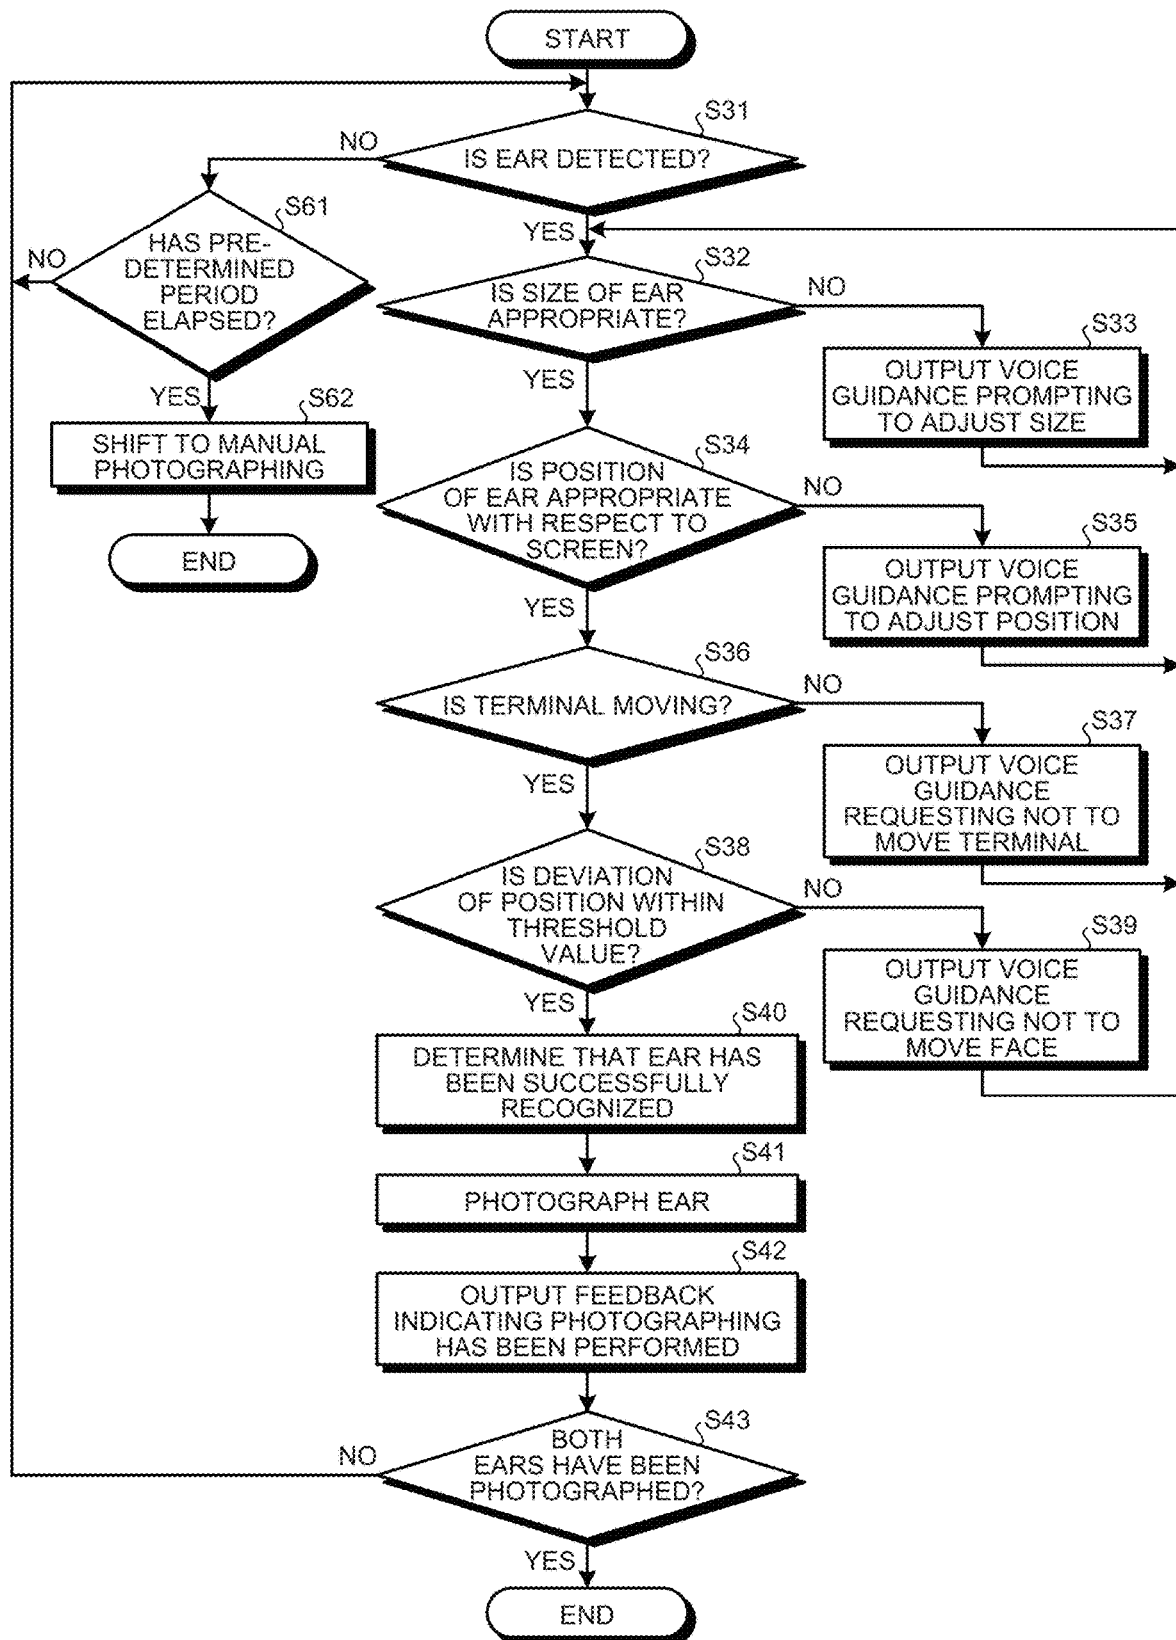 START
S31
NO
IS EAR DETECTED?
S61
YES
NO
HAS PRE-
DETERMINED
PERIOD
ELAPSED?
S32
IS SIZE OF EAR
APPROPRIATE?
NO
S33
OUTPUT VOICE
GUIDANCE PROMPTING
TO ADJUST SIZE
YES
YES
S62
SHIFT TO MANUAL
PHOTOGRAPHING
END
S34
IS POSITION
OF EAR APPROPRIATE
WITH RESPECT TO
SCREEN?
NO
S35
OUTPUT VOICE
GUIDANCE PROMPTING
TO ADJUST POSITION
YES
S36
IS TERMINAL MOVING?
NO
S37
OUTPUT VOICE
GUIDANCE
REQUESTING NOT TO
MOVE TERMINAL
YES
S38
IS DEVIATION
OF POSITION WITHIN
THRESHOLD
VALUE?
NO
S39
OUTPUT VOICE
GUIDANCE
REQUESTING NOT TO
MOVE FACE
YES
S40
DETERMINE THAT EAR HAS
BEEN SUCCESSFULLY
RECOGNIZED
S41
PHOTOGRAPH EAR
S42
OUTPUT FEEDBACK
INDICATING PHOTOGRAPHING
HAS BEEN PERFORMED
S43
NO
BOTH
EARS HAVE BEEN
PHOTOGRAPHED?
YES
END